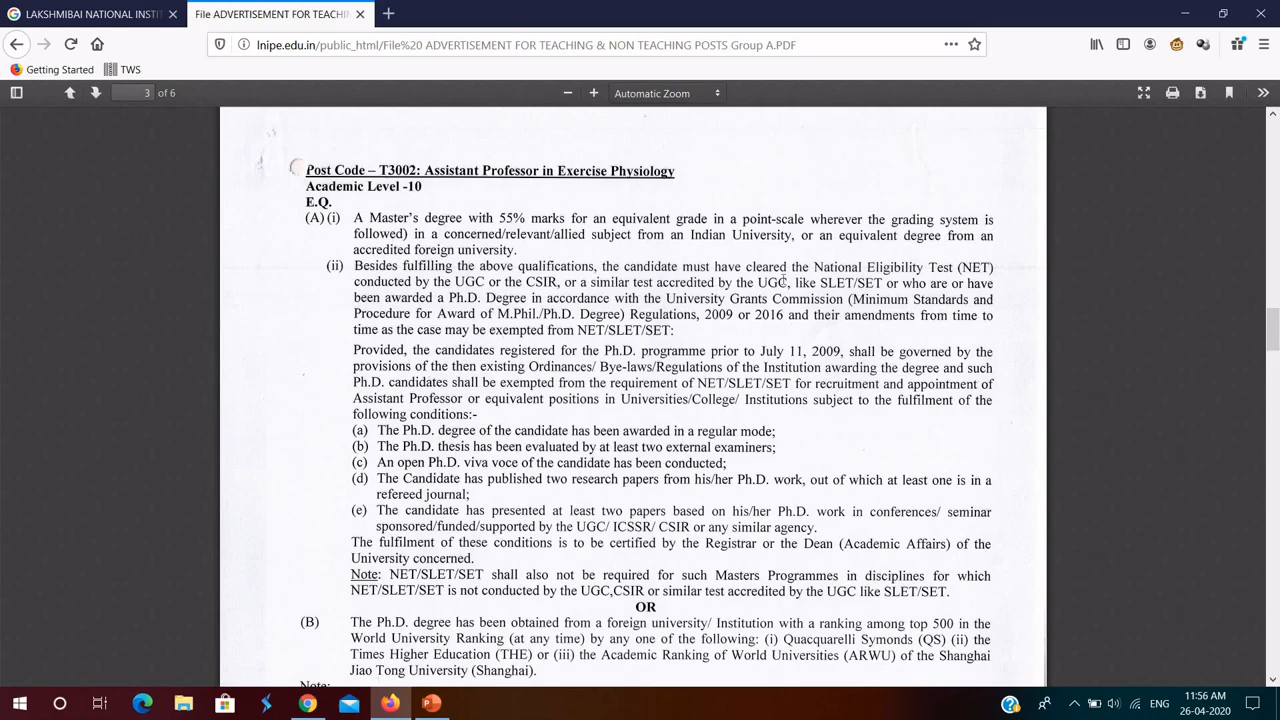 LAKSHMIBAI NATIONAL INSTI
File ADVERTISEMENT FOR TEACHIN
lnipe.edu.in/public_html/File%20 ADVERTISEMENT FOR TEACHING & NON TEACHING POSTS Group A.PDF
Getting Started
TWS
3 of 6
Automatic Zoom
Post Code – T3002: Assistant Professor in Exercise Physiology
Academic Level -10
E.Q.
(A) (i) A Master's degree with 55% marks for an equivalent grade in a point-scale wherever the grading system is
followed) in a concerned/relevant/allied subject from an Indian University, or an equivalent degree from an
accredited foreign university.
(ii) Besides fulfilling the above qualifications, the candidate must have cleared the National Eligibility Test (NET)
conducted by the UGC or the CSIR, or a similar test accredited by the UGC, like SLET/SET or who are or have
been awarded a Ph.D. Degree in accordance with the University Grants Commission (Minimum Standards and
Procedure for Award of M.Phil./Ph.D. Degree) Regulations, 2009 or 2016 and their amendments from time to
time as the case may be exempted from NET/SLET/SET:
Provided, the candidates registered for the Ph.D. programme prior to July 11, 2009, shall be governed by the
provisions of the then existing Ordinances/ Bye-laws/Regulations of the Institution awarding the degree and such
Ph.D. candidates shall be exempted from the requirement of NET/SLET/SET for recruitment and appointment of
Assistant Professor or equivalent positions in Universities/College/ Institutions subject to the fulfilment of the
following conditions:-
(a) The Ph.D. degree of the candidate has been awarded in a regular mode;
(b) The Ph.D. thesis has been evaluated by at least two external examiners;
(c) An open Ph.D. viva voce of the candidate has been conducted;
(d) The Candidate has published two research papers from his/her Ph.D. work, out of which at least one is in a
refereed journal;
(e) The candidate has presented at least two papers based on his/her Ph.D. work in conferences/ seminar
sponsored/funded/supported by the UGC/ ICSSR/ CSIR or any similar agency.
The fulfilment of these conditions is to be certified by the Registrar or the Dean (Academic Affairs) of the
University concerned.
Note: NET/SLET/SET shall also not be required for such Masters Programmes in disciplines for which
NET/SLET/SET is not conducted by the UGC,CSIR or similar test accredited by the UGC like SLET/SET.
OR
(B) The Ph.D. degree has been obtained from a foreign university/ Institution with a ranking among top 500 in the
World University Ranking (at any time) by any one of the following: (i) Quacquarelli Symonds (QS) (ii) the
Times Higher Education (THE) or (iii) the Academic Ranking of World Universities (ARWU) of the Shanghai
Jiao Tong University (Shanghai).
Note:
ENG
11:56 AM
26-04-2020